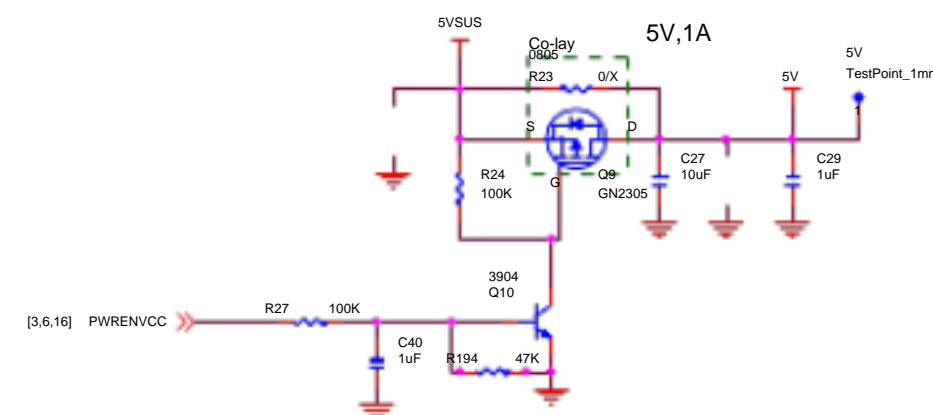 5VSUS
5V,1A
Co-lay
0805
R23 0/X
5V
TestPoint_1mr
5V
1
S
D
R24
100K
G
Q9
GN2305
C27
10uF
C29
1uF
3904
Q10
[3,6,16] PWRENVCC
R27 100K
C40
1uF
R194 47K